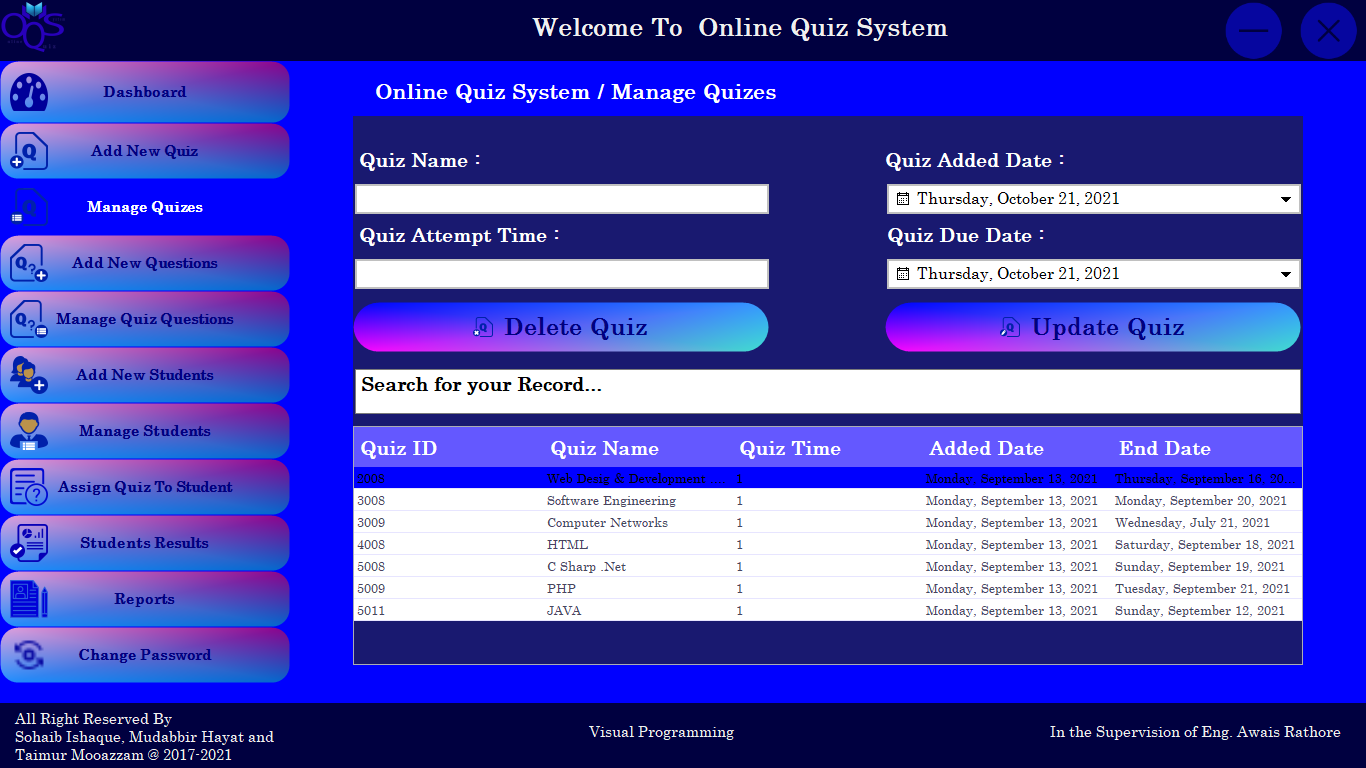 OQS
Welcome To  Online Quiz System
Dashboard
Add New Quiz
Manage Quizes
Add New Questions
Manage Quiz Questions
Add New Students
Manage Students
Assign Quiz To Student
Students Results
Reports
Change Password
Online Quiz System / Manage Quizes
Quiz Name :
Quiz Added Date :
Thursday, October 21, 2021
Quiz Attempt Time :
Quiz Due Date :
Thursday, October 21, 2021
Delete Quiz
Update Quiz
Search for your Record...
Quiz ID Quiz Name Quiz Time Added Date End Date
2008 Web Desig & Development ... 1 Monday, September 13, 2021 Thursday, September 16, 20...
3008 Software Engineering 1 Monday, September 13, 2021 Monday, September 20, 2021
3009 Computer Networks 1 Monday, September 13, 2021 Wednesday, July 21, 2021
4008 HTML 1 Monday, September 13, 2021 Saturday, September 18, 2021
5008 C Sharp .Net 1 Monday, September 13, 2021 Sunday, September 19, 2021
5009 PHP 1 Monday, September 13, 2021 Tuesday, September 21, 2021
5011 JAVA 1 Monday, September 13, 2021 Sunday, September 12, 2021
All Right Reserved By
Sohaib Ishaque, Mudabbir Hayat and
Taimur Mooazzam @ 2017-2021
Visual Programming
In the Supervision of Eng. Awais Rathore